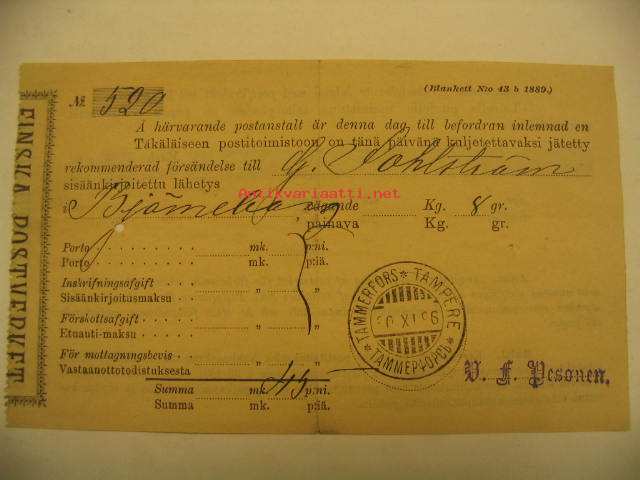 FINSKA POSTVERKET
(Blankett N:o 43 b 1889.)
№ 520
Å härvarande postanstalt är denna dag, till befordran inlemnad en
Täkäläiseen postitoimistoon on tänä päivänä kuljetettavaksi jätetty
rekommenderad försändelse till
sisäänkirjoitettu lähetys
Antikvariaatti.net
i Björneborg, vägande Kg. 8 gr.
painava Kg. gr.
Porto mk. p:ni.
Porto mk. p:iä.
Inskrifningsafgift " "
Sisäänkirjoitusmaksu " "
Förskottsafgift " "
Etuanti-maksu " "
För mottagningsbevis " "
Vastaanottotodistuksesta
Summa mk. 45 p:ni.
Summa mk. p:iä.
TAMMERFORS * TAMPERE * ТАММЕРФОРСЪ *
V. F. Pesonen.